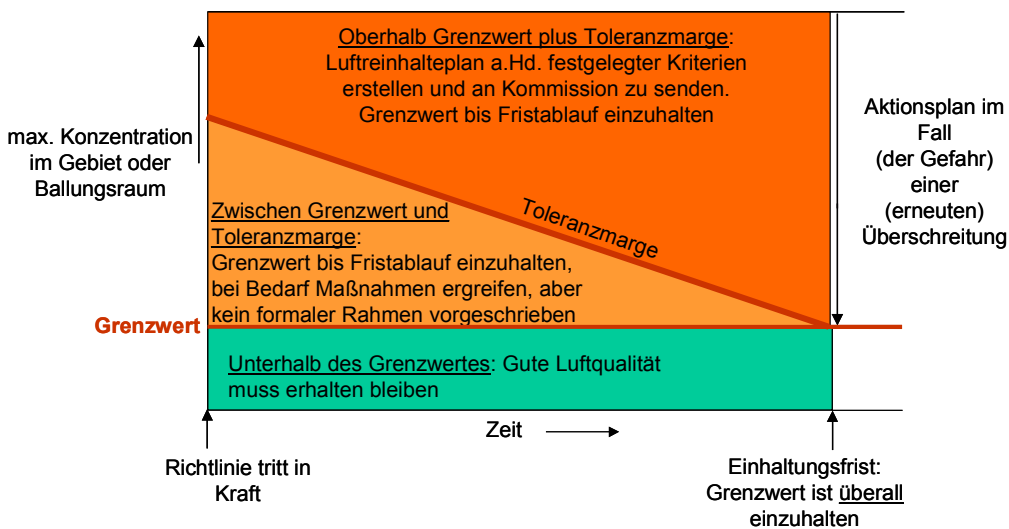 Oberhalb Grenzwert plus Toleranzmarge:
Luftreinhalteplan a.Hd. festgelegter Kriterien
erstellen und an Kommission zu senden.
Grenzwert bis Fristablauf einzuhalten
max. Konzentration
im Gebiet oder
Ballungsraum
Aktionsplan im
Fall
(der Gefahr)
einer
(erneuten)
Überschreitung
Toleranzmarge
Zwischen Grenzwert und
Toleranzmarge:
Grenzwert bis Fristablauf einzuhalten,
bei Bedarf Maßnahmen ergreifen, aber
kein formaler Rahmen vorgeschrieben
Grenzwert
Unterhalb des Grenzwertes: Gute Luftqualität
muss erhalten bleiben
Zeit
Richtlinie tritt in
Kraft
Einhaltungsfrist:
Grenzwert ist überall
einzuhalten